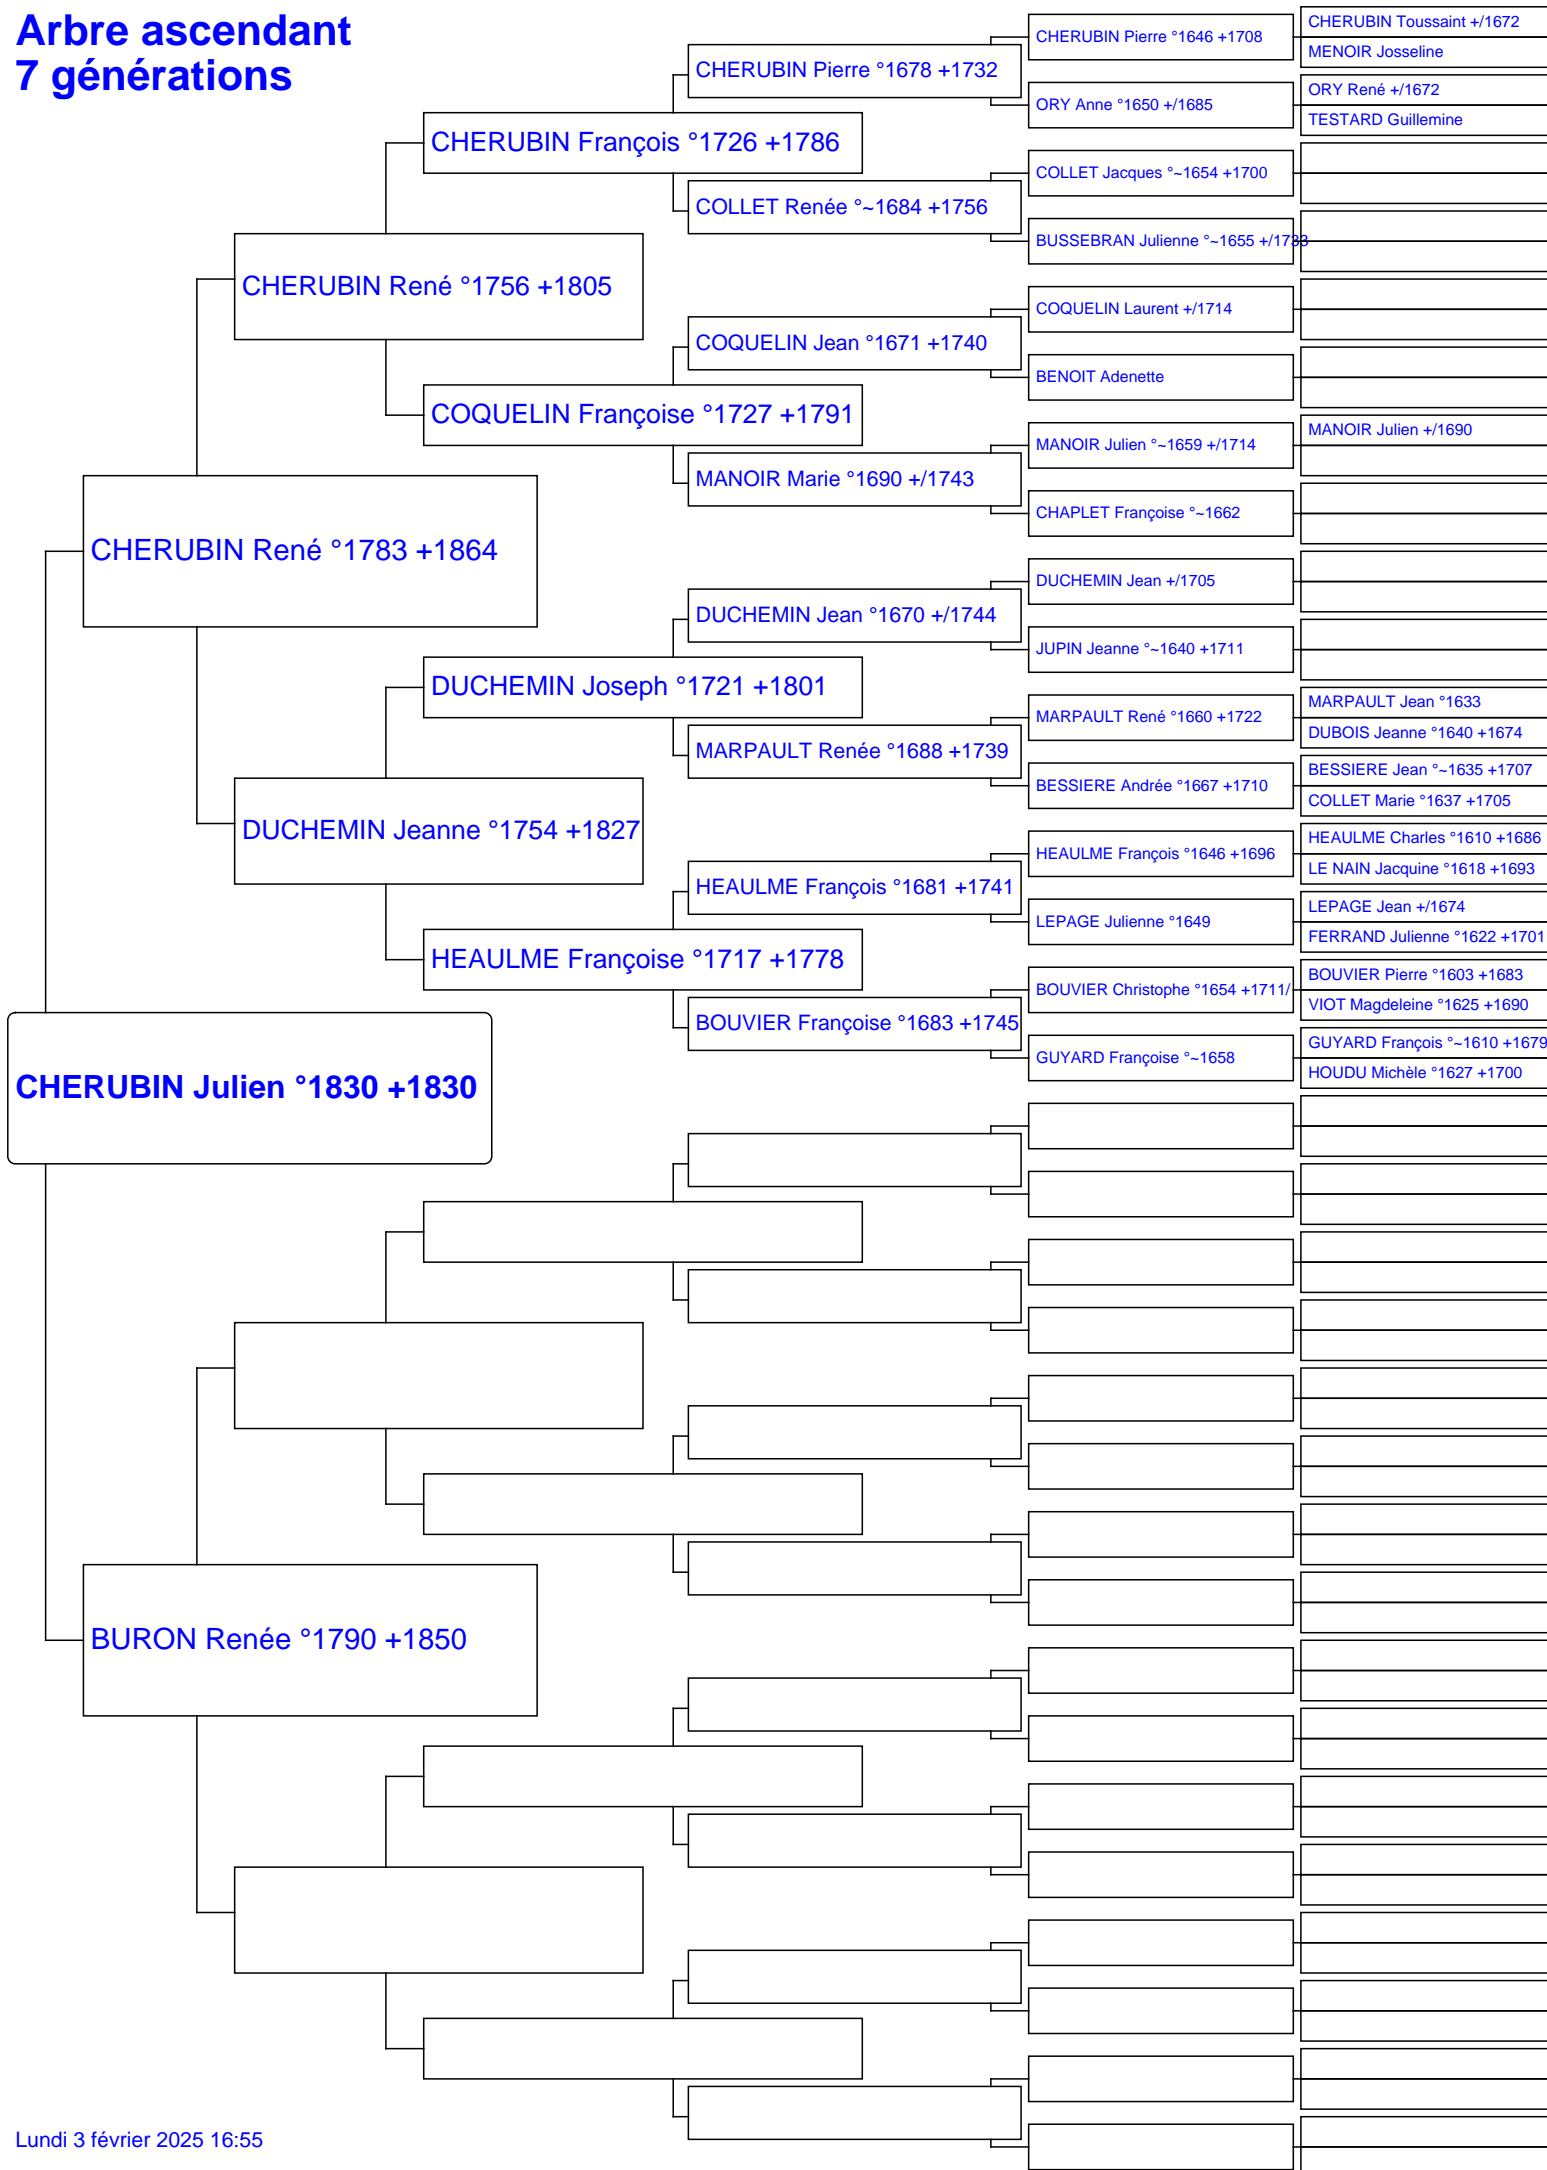 Arbre ascendant
7 générations
CHERUBIN Julien °1830 +1830
CHERUBIN René °1783 +1864
BURON Renée °1790 +1850
CHERUBIN René °1756 +1805
DUCHEMIN Jeanne °1754 +1827
CHERUBIN François °1726 +1786
COQUELIN Françoise °1727 +1791
DUCHEMIN Joseph °1721 +1801
HEAULME Françoise °1717 +1778
CHERUBIN Pierre °1678 +1732
COLLET Renée °~1684 +1756
COQUELIN Jean °1671 +1740
MANOIR Marie °1690 +/1743
DUCHEMIN Jean °1670 +/1744
MARPAULT Renée °1688 +1739
HEAULME François °1681 +1741
BOUVIER Françoise °1683 +1745
CHERUBIN Pierre °1646 +1708
ORY Anne °1650 +/1685
COLLET Jacques °~1654 +1700
BUSSEBRAN Julienne °~1655 +/1733
COQUELIN Laurent +/1714
BENOIT Adenette
MANOIR Julien °~1659 +/1714
CHAPLET Françoise °~1662
DUCHEMIN Jean +/1705
JUPIN Jeanne °~1640 +1711
MARPAULT René °1660 +1722
BESSIERE Andrée °1667 +1710
HEAULME François °1646 +1696
LEPAGE Julienne °1649
BOUVIER Christophe °1654 +1711/
GUYARD Françoise °~1658
CHERUBIN Toussaint +/1672
MENOIR Josseline
ORY René +/1672
TESTARD Guillemine
MANOIR Julien +/1690
MARPAULT Jean °1633
DUBOIS Jeanne °1640 +1674
BESSIERE Jean °~1635 +1707
COLLET Marie °1637 +1705
HEAULME Charles °1610 +1686
LE NAIN Jacquine °1618 +1693
LEPAGE Jean +/1674
FERRAND Julienne °1622 +1701
BOUVIER Pierre °1603 +1683
VIOT Magdeleine °1625 +1690
GUYARD François °~1610 +1679
HOUDU Michèle °1627 +1700
Lundi 3 février 2025 16:55